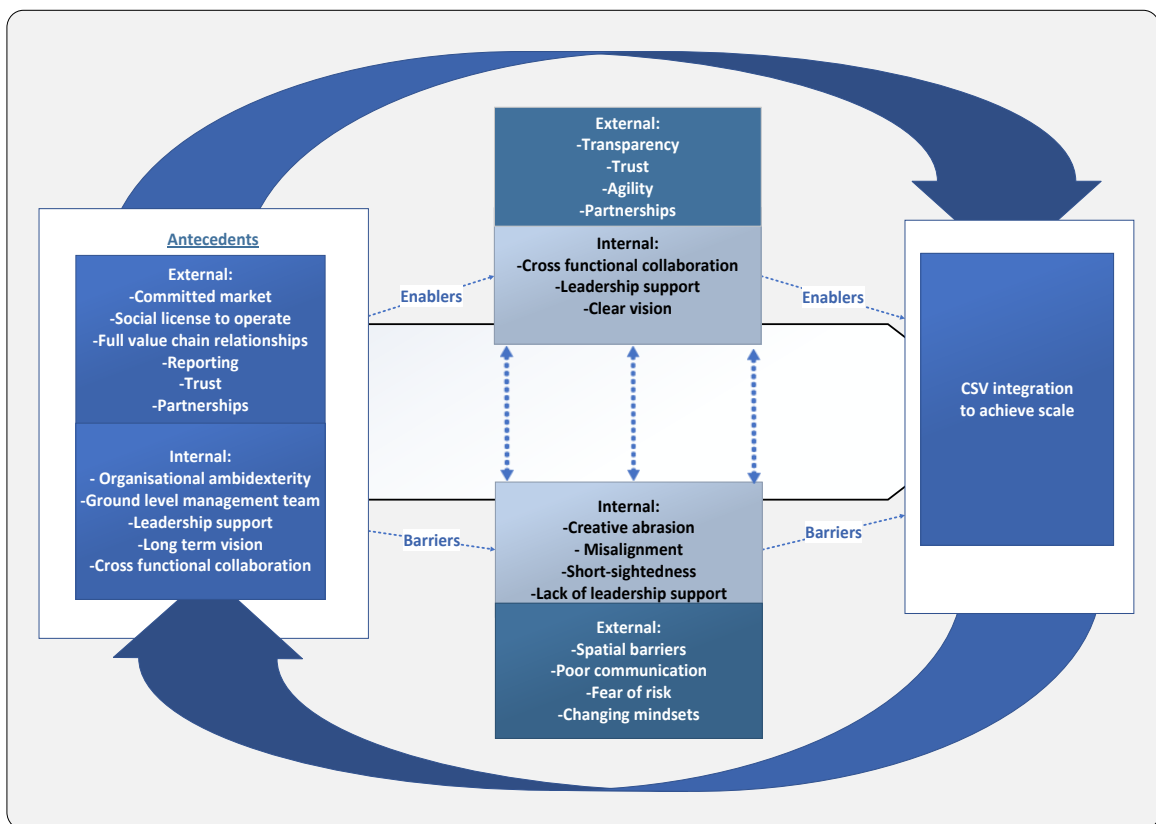 Antecedents
External:
-Committed market
-Social license to operate
-Full value chain relationships
-Reporting
-Trust
-Partnerships
Internal:
- Organisational ambidexterity
-Ground level management team
-Leadership support
-Long term vision
-Cross functional collaboration
Enablers
Barriers
External:
-Transparency
-Trust
-Agility
-Partnerships
Internal:
-Cross functional collaboration
-Leadership support
-Clear vision
Internal:
-Creative abrasion
- Misalignment
-Short-sightedness
-Lack of leadership support
External:
-Spatial barriers
-Poor communication
-Fear of risk
-Changing mindsets
Enablers
Barriers
CSV integration
to achieve scale